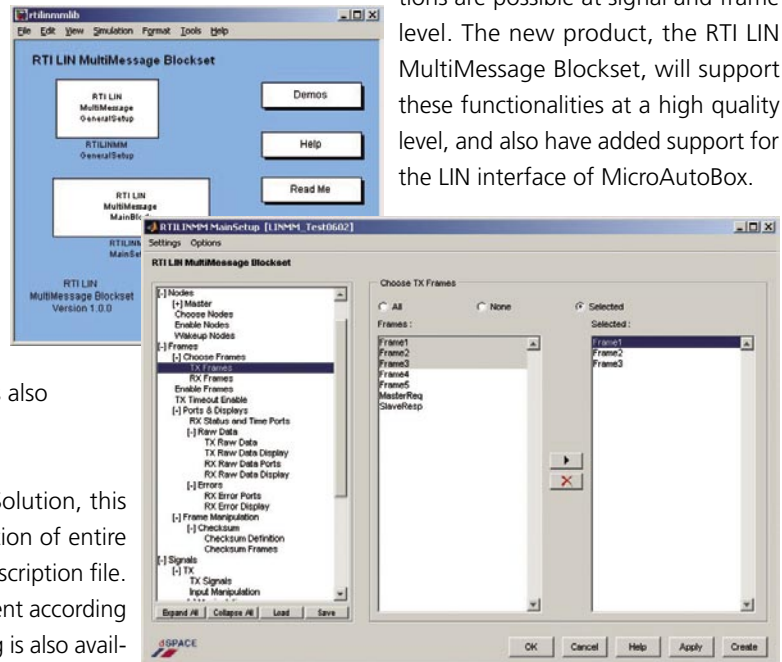 tions are possible at signal and frame
level. The new product, the RTI LIN
MultiMessage Blockset, will support
these functionalities at a high quality
level, and also have added support for
the LIN interface of MicroAutoBox.
rtilinmmlib
File Edit View Simulation Format Tools Help
RTI LIN MultiMessage Blockset
RTI LIN
MultiMessage
GeneralSetup
RTILINMM
GeneralSetup
Demos
Help
Read Me
RTI LIN
MultiMessage
RTI LIN
MultiMessage Blockset
Version 1.0.0
RTILINMM MainSetup [LINMM_Test0602]
Settings Options
RTI LIN MultiMessage Blockset
[-] Nodes
[+] Master
Choose Nodes
Enable Nodes
Wakeup Nodes
[-] Frames
[-] Choose Frames
TX Frames
RX Frames
Enable Frames
TX Timeout Enable
[-] Ports & Displays
RX Status and Time Ports
[-] Raw Data
TX Raw Data
TX Raw Data Display
RX Raw Data Ports
RX Raw Data Display
[-] Errors
RX Error Ports
RX Error Display
[-] Frame Manipulation
[-] Checksum
Checksum Definition
Checksum Frames
[-] Signals
[-] TX
TX Signals
Input Manipulation
Expand All Collapse All Load Save
Choose TX Frames
All None Selected
Frames :
Frame1
Frame2
Frame3
Frame4
Frame5
MasterReq
SlaveResp
Selected :
Frame1
Frame2
Frame3
dSPACE
OK Cancel Help Apply Create
also
Solution, this
tion of entire
scription file.
ent according
g is also avail-